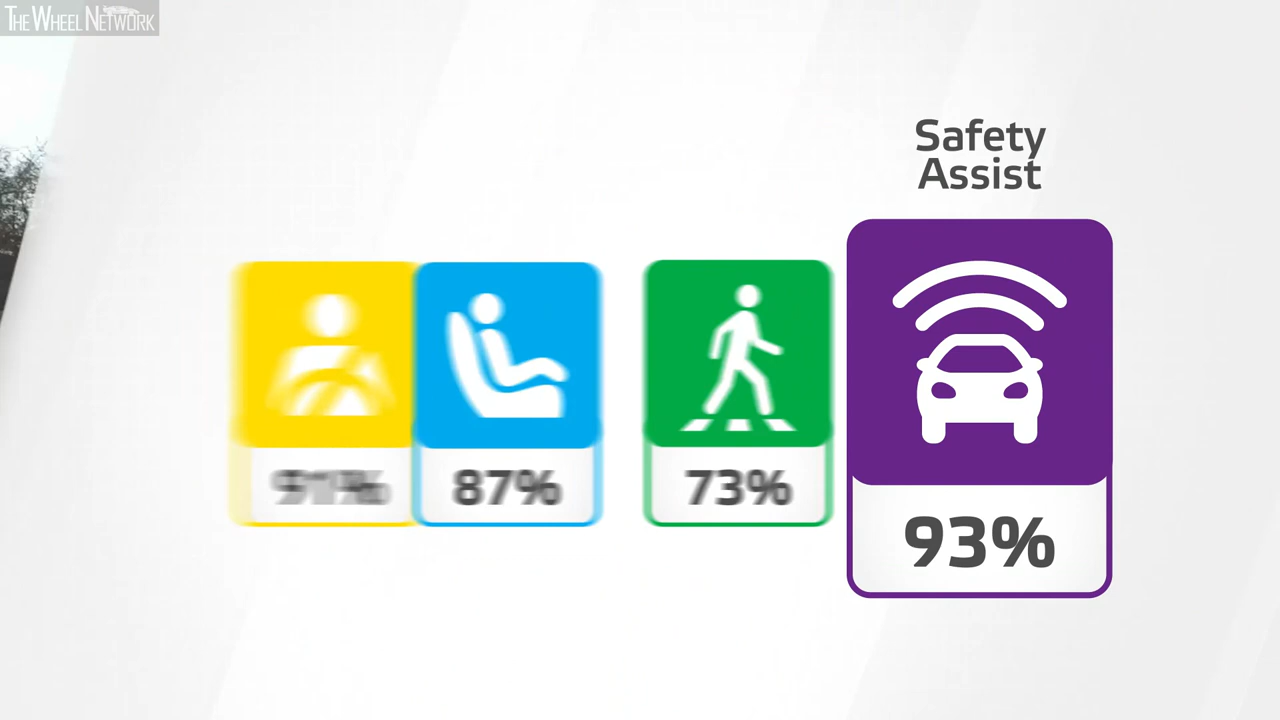 THE WHEEL NETWORK
Safety
Assist
87%
73%
93%